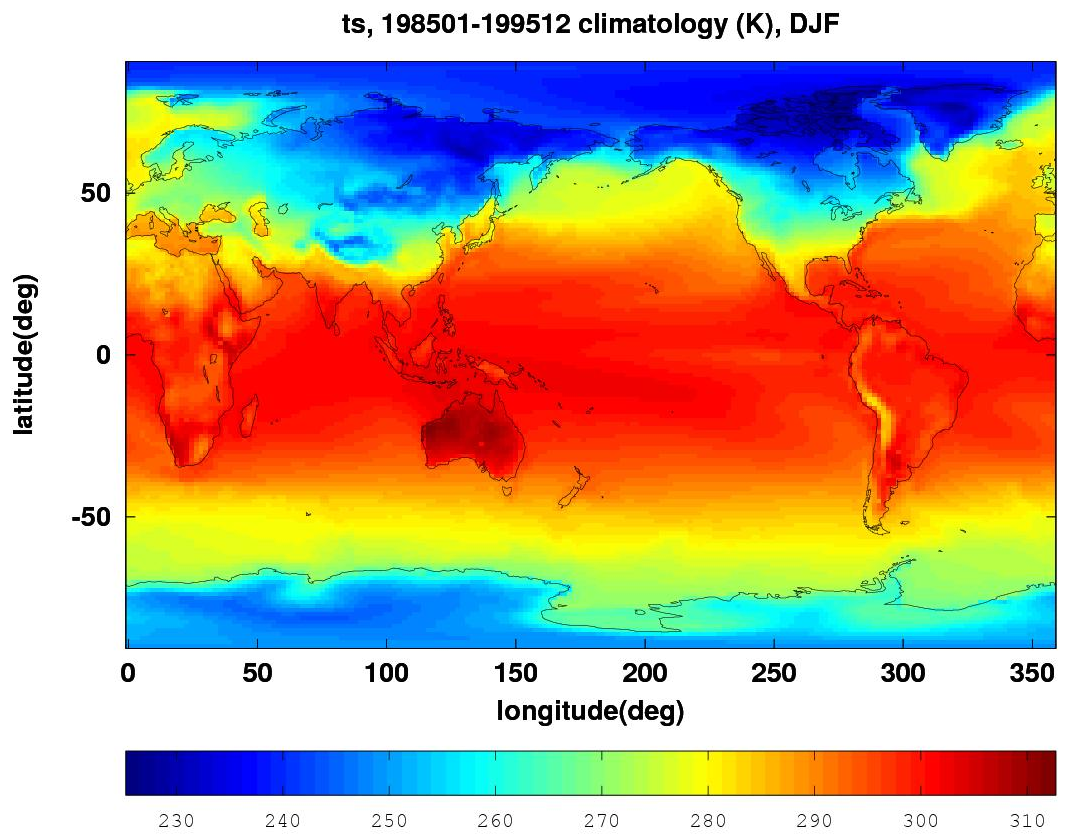 ts, 198501-199512 climatology (K), DJF
latitude(deg)
50
0
-50
0 50 100 150 200 250 300 350
longitude(deg)
230 240 250 260 270 280 290 300 310